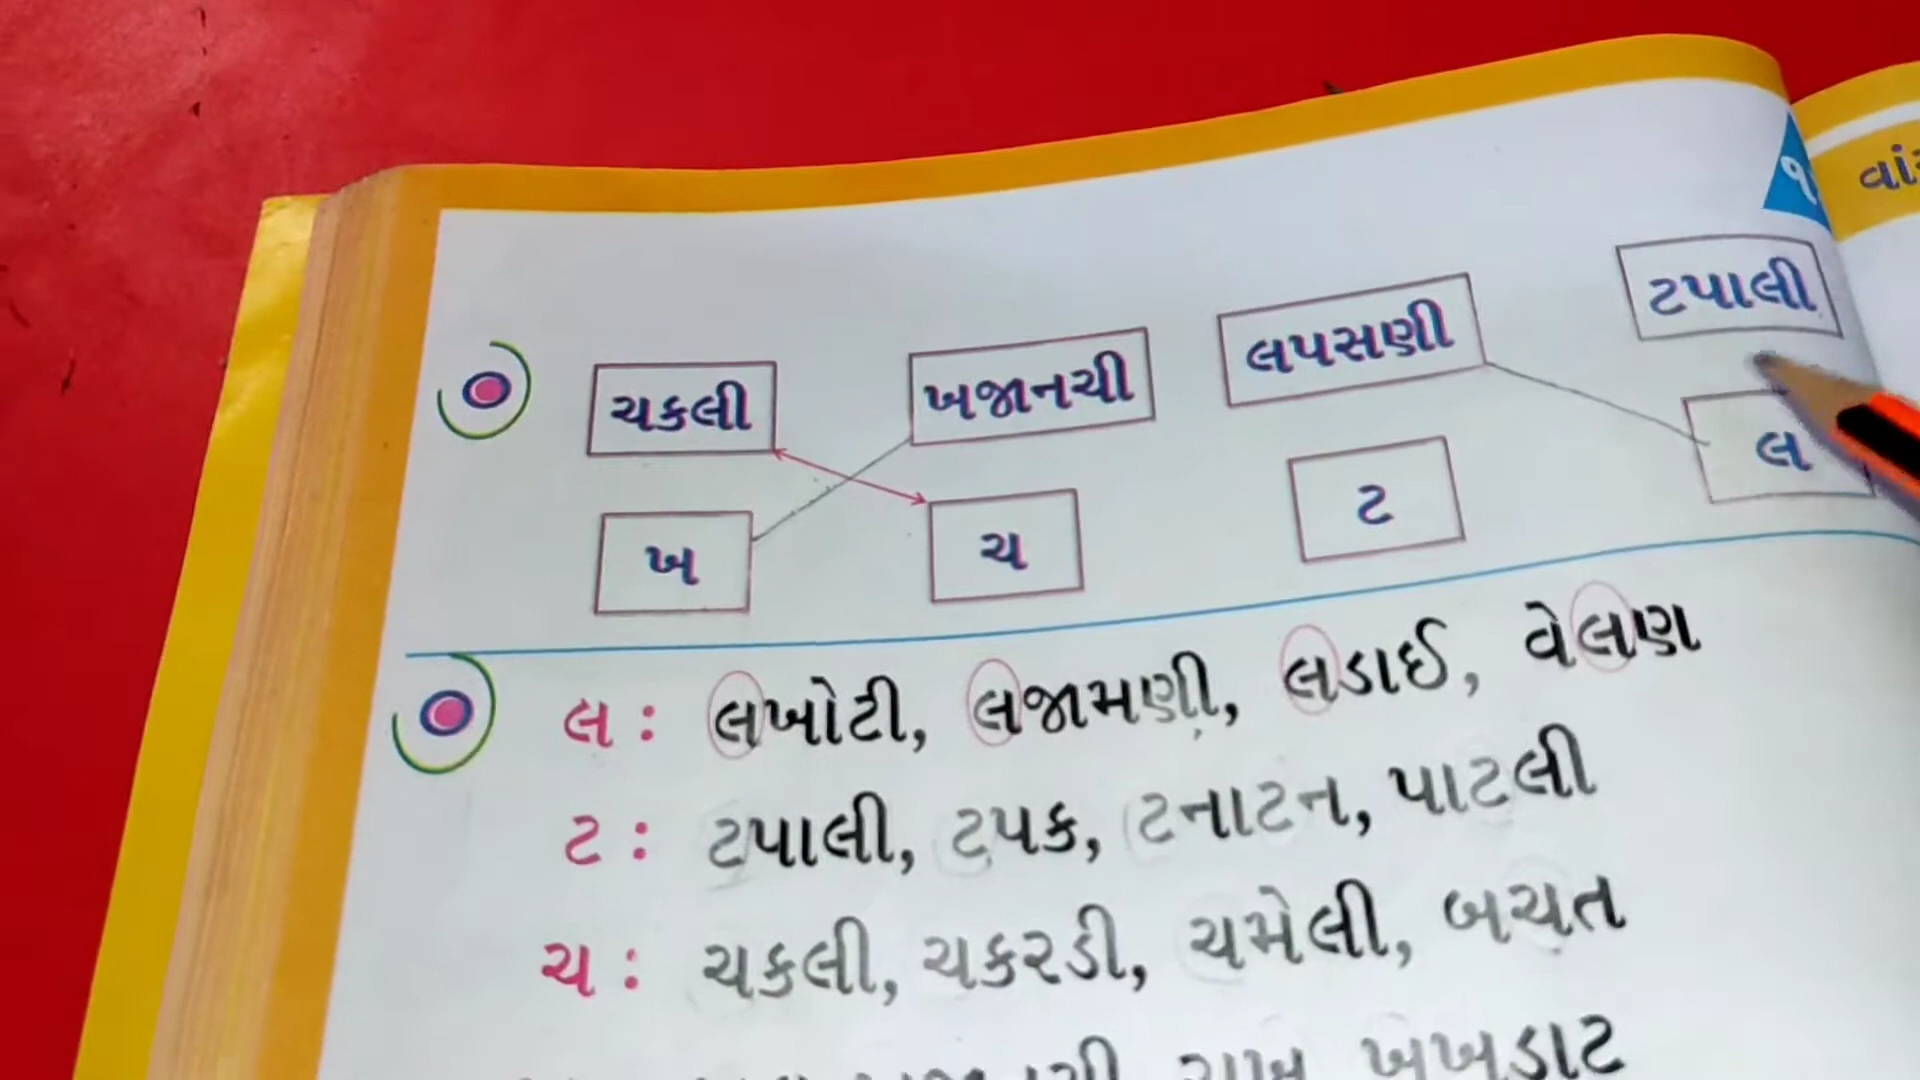 ચકલી ખજાનચી લપસણી ટપાલી
ખ ચ ટ લ
લ : લખોટી, લજામણી, લડાઈ, વેલણ
ટ : ટપાલી, ટપક, ટનાટન, પાટલી
ચ : ચકલી, ચકરડી, ચમેલી, બચત
ખખડાટ